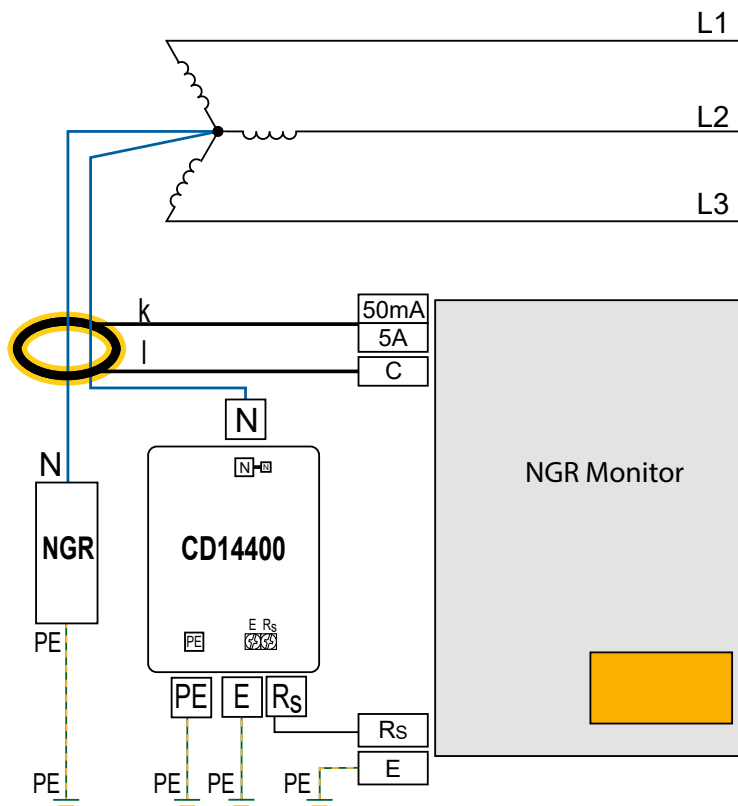 L1
L2
L3
k
50mA
5A
l
C
N
N
N N
NGR Monitor
NGR
CD14400
E Rs
PE
PE
PE E Rs
Rs
E
PE PE PE PE